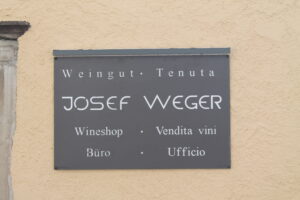 Weingut · Tenuta
JOSEF WEGER
Wineshop · Vendita vini
Büro · Ufficio